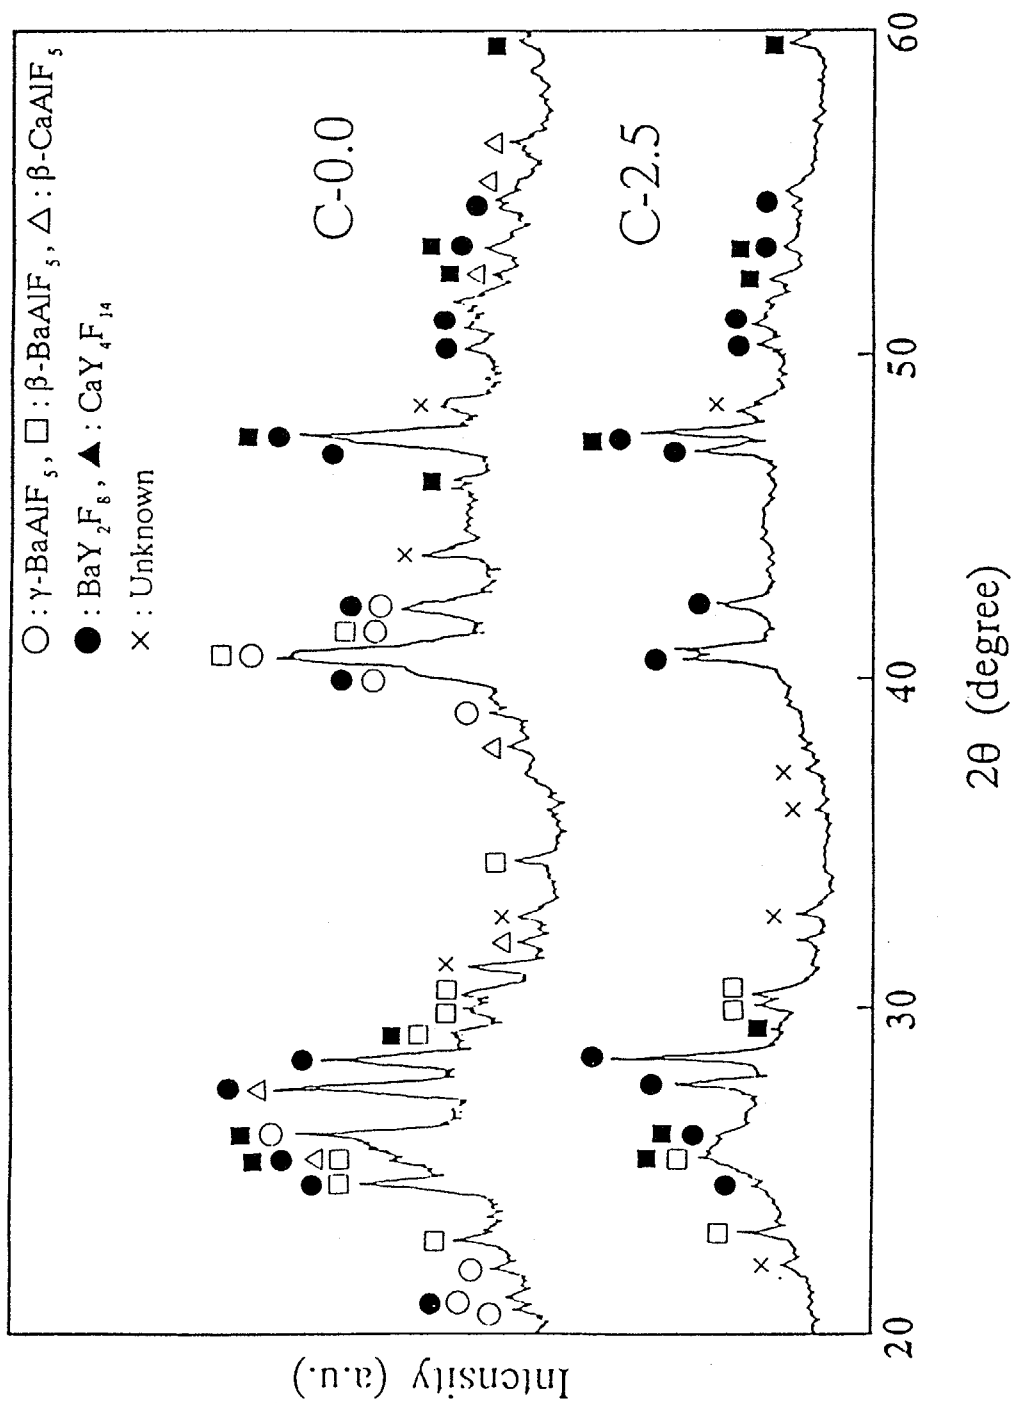 ○ : γ-BaAlF₅, □ : β-BaAlF₅, △ : β-CaAlF₅
● : BaY₂F₈, ▲ : CaY₄F₁₄
× : Unknown
C-0.0
C-2.5
Intensity (a.u.)
20 30 40 50 60
2θ (degree)